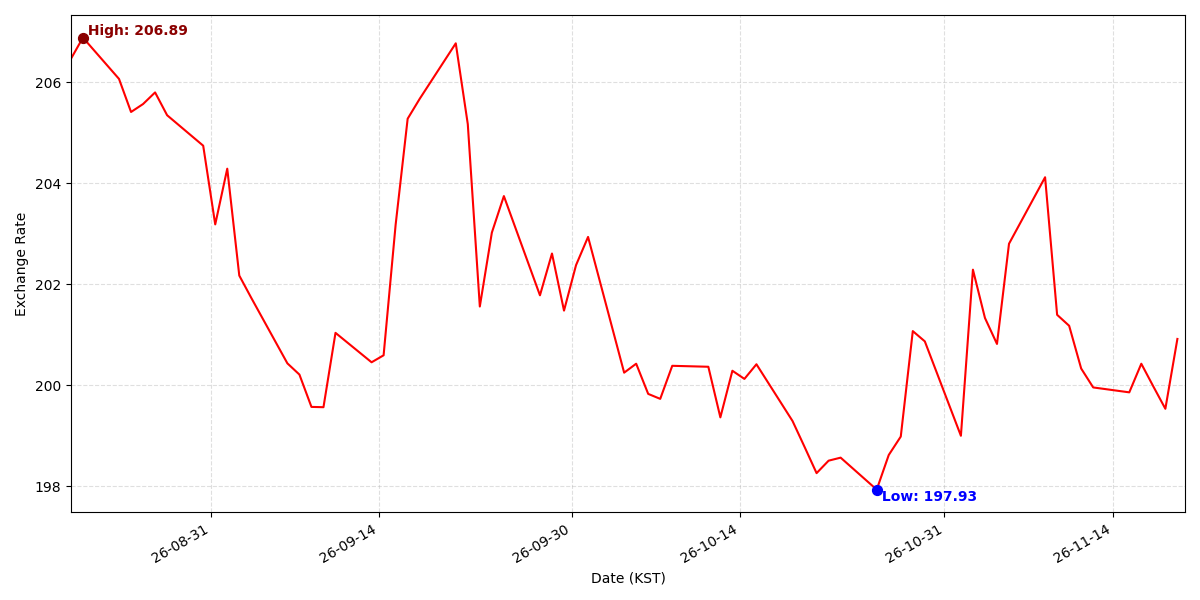 High: 206.89
206
204
202
200
198
Exchange Rate
Low: 197.93
26-08-31
26-09-14
26-09-30
26-10-14
26-10-31
26-11-14
Date (KST)